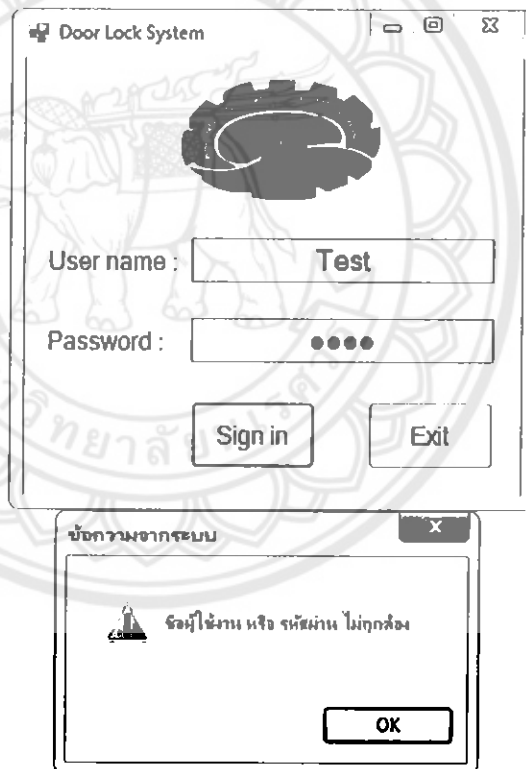 Door Lock System
User name :
Test
Password :
Sign in
Exit
ข้อความจากระบบ
ชื่อผู้ใช้งาน หรือ รหัสผ่าน ไม่ถูกต้อง
OK